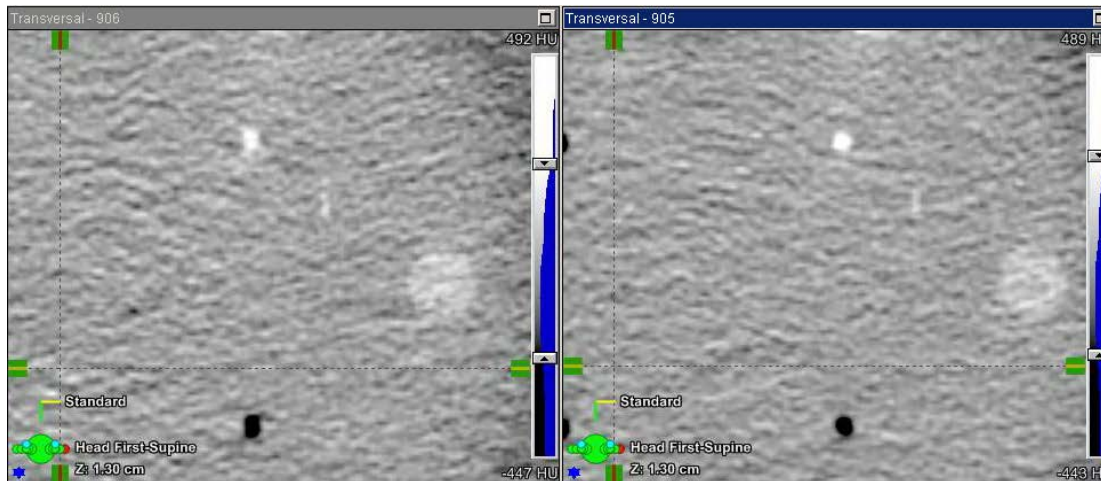 Transversal - 906
492 HU
Standard
Head First-Supine
Z: 1.30 cm
-447 HU
Transversal - 905
489 HU
Standard
Head First-Supine
Z: 1.30 cm
-443 H